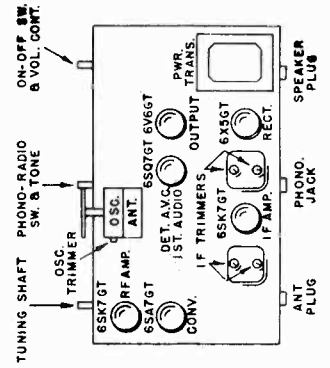 TUNING SHAFT
PHONO-RADIO
SW. & TONE
ON-OFF SW.
& VOL. CONT.
OSC.
TRIMMER
OSC.
ANT.
6SK7GT
RF AMP.
6SQ7GT
6V6GT
PWR.
TRANS.
DET. A.V.C.
1ST. AUDIO
OUTPUT
6SA7GT
CONV.
IF TRIMMERS
6SK7GT
IF AMP.
6X5GT
RECT.
ANT
PLUG
PHONO.
JACK
SPEAKER
PLUG